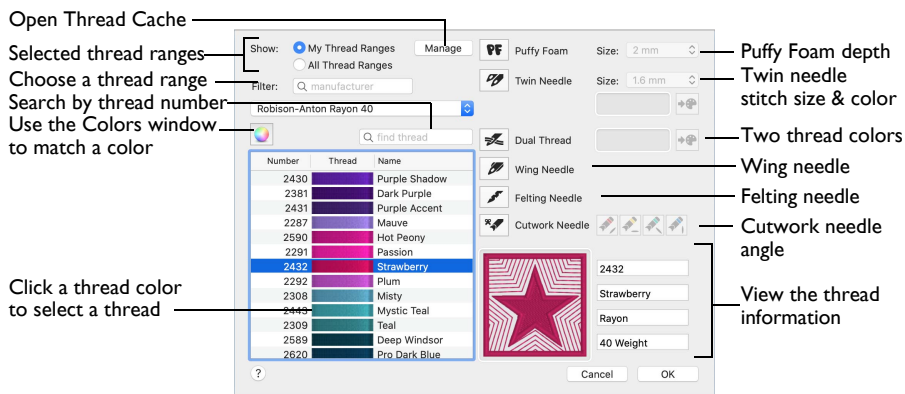 Open Thread Cache
Selected thread ranges
Choose a thread range
Search by thread number
Use the Colors window
to match a color
Click a thread color
to select a thread
Show: My Thread Ranges Manage
All Thread Ranges
Filter: manufacturer
Robison-Anton Rayon 40
find thread
Number Thread Name
2430 Purple Shadow
2381 Dark Purple
2431 Purple Accent
2287 Mauve
2590 Hot Peony
2291 Passion
2432 Strawberry
2292 Plum
2308 Misty
2443 Mystic Teal
2309 Teal
2589 Deep Windsor
2620 Pro Dark Blue
?
PF Puffy Foam Size: 2 mm
Twin Needle Size: 1.6 mm
Dual Thread
Wing Needle
Felting Needle
Cutwork Needle
2432
Strawberry
Rayon
40 Weight
Cancel OK
Puffy Foam depth
Twin needle
stitch size & color
Two thread colors
Wing needle
Felting needle
Cutwork needle
angle
View the thread
information